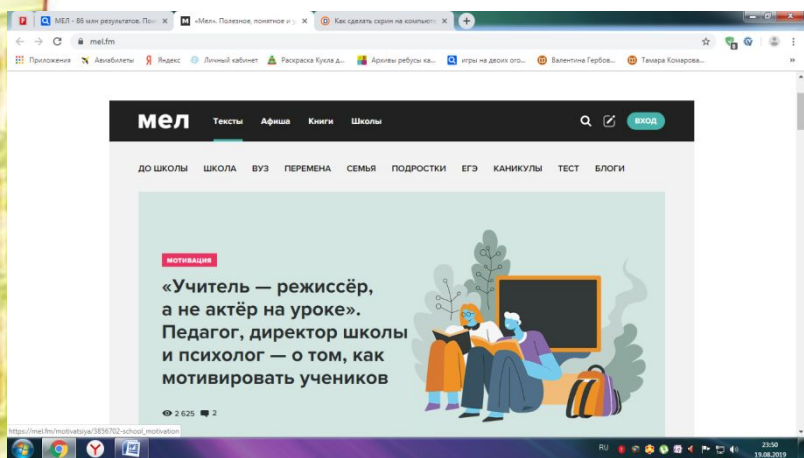 МЕЛ - 86 млн результатов. Пои
«Мел». Полезное, понятное и у
Как сделать скрин на компьюте
melfm
Приложения Авиабилеты Яндекс Личный кабинет Раскраска Кукла д... Архивы ребусы ка... игры на двоих ого... Валентина Гербов... Тамара Комарова... »
мел Тексты Афиша Книги Школы ВХОД
ДО ШКОЛЫ ШКОЛА ВУЗ ПЕРЕМЕНА СЕМЬЯ ПОДРОСТКИ ЕГЭ КАНИКУЛЫ ТЕСТ БЛОГИ
МОТИВАЦИЯ
«Учитель — режиссёр,
а не актёр на уроке».
Педагог, директор школы
и психолог — о том, как
мотивировать учеников
2 625 2
https://mel.fm/motivatsiya/3856702-school_motivation
RU 23:50
19.08.2019